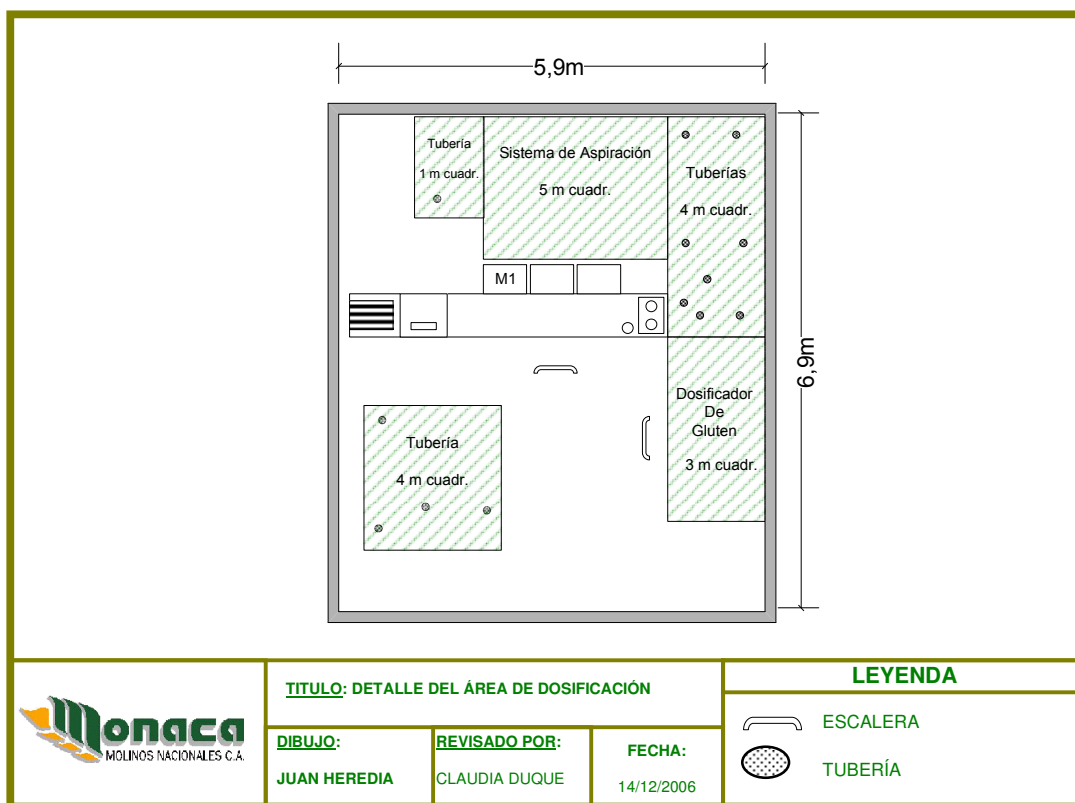 5,9m
Tubería
1 m cuadr.
Sistema de Aspiración
5 m cuadr.
Tuberías
4 m cuadr.
M1
6,9m
Dosificador
De
Gluten
3 m cuadr.
Tubería
4 m cuadr.
Monaca
MOLINOS NACIONALES C.A.
TITULO: DETALLE DEL ÁREA DE DOSIFICACIÓN
DIBUJO:
JUAN HEREDIA
REVISADO POR:
CLAUDIA DUQUE
FECHA:
14/12/2006
LEYENDA
ESCALERA
TUBERÍA